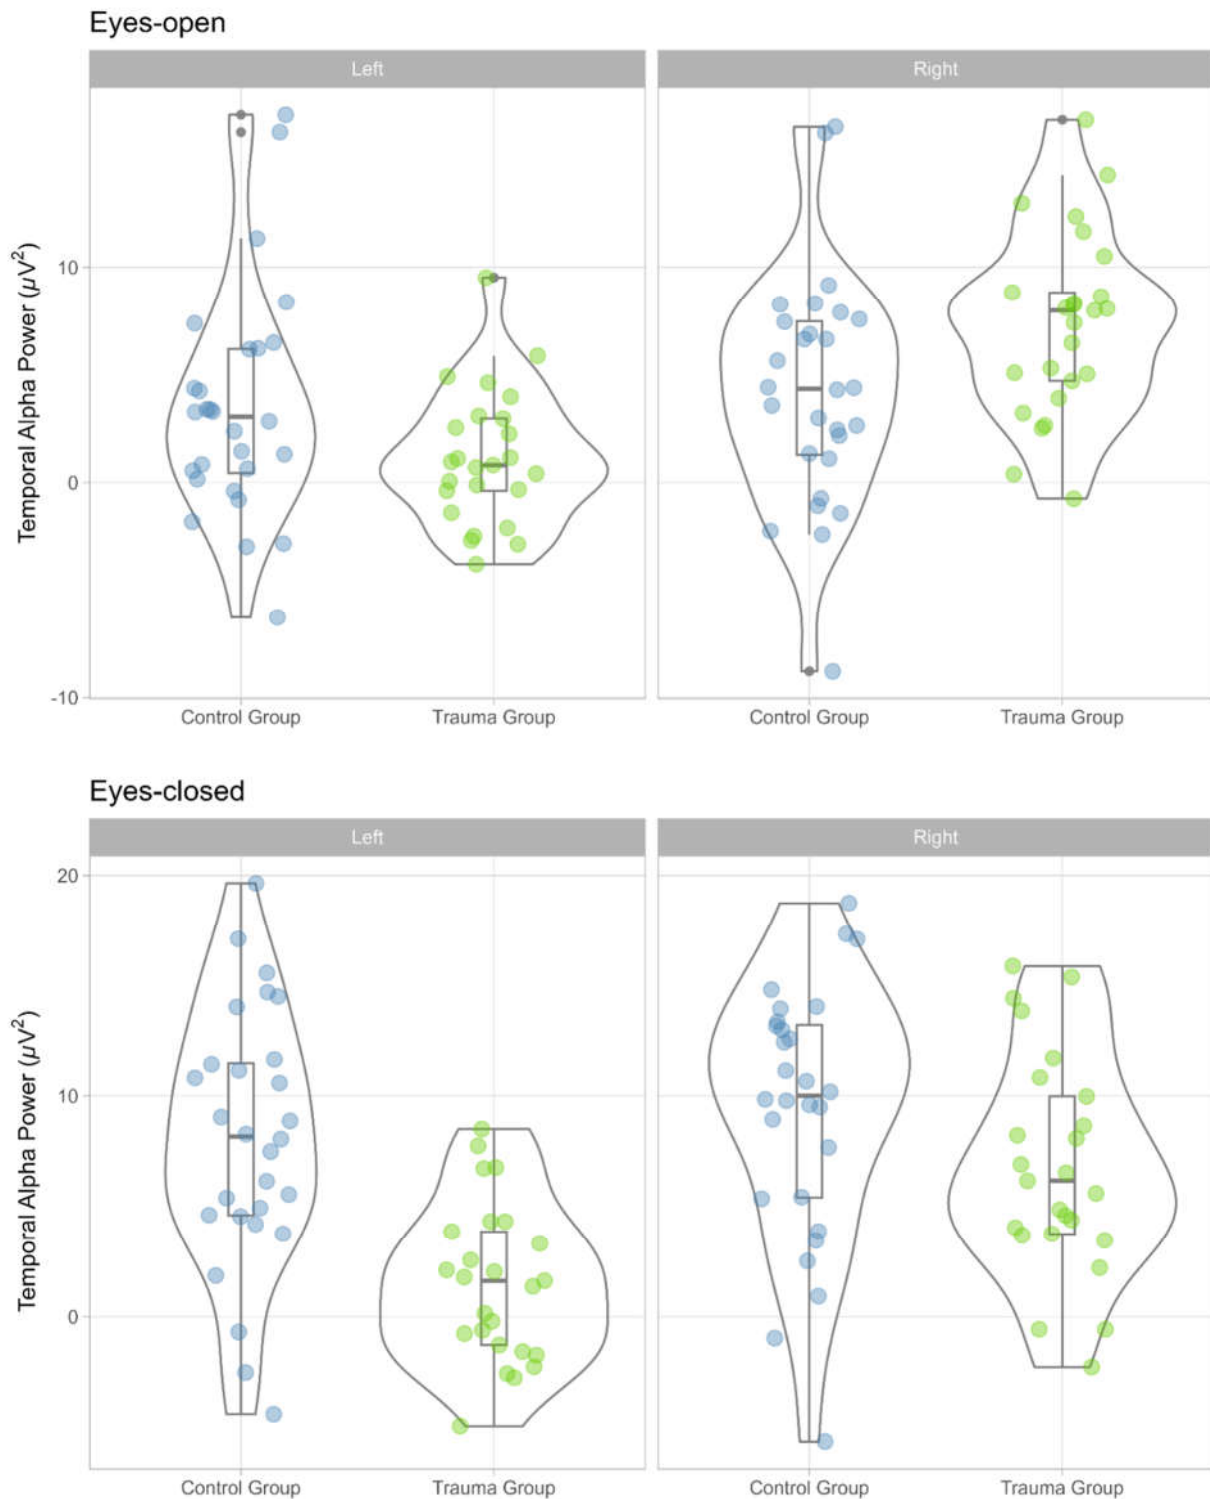 Eyes-open
Left
Right
Temporal Alpha Power (µV²)
10
0
-10
Control Group
Trauma Group
Control Group
Trauma Group
Eyes-closed
Left
Right
Temporal Alpha Power (µV²)
20
10
0
Control Group
Trauma Group
Control Group
Trauma Group